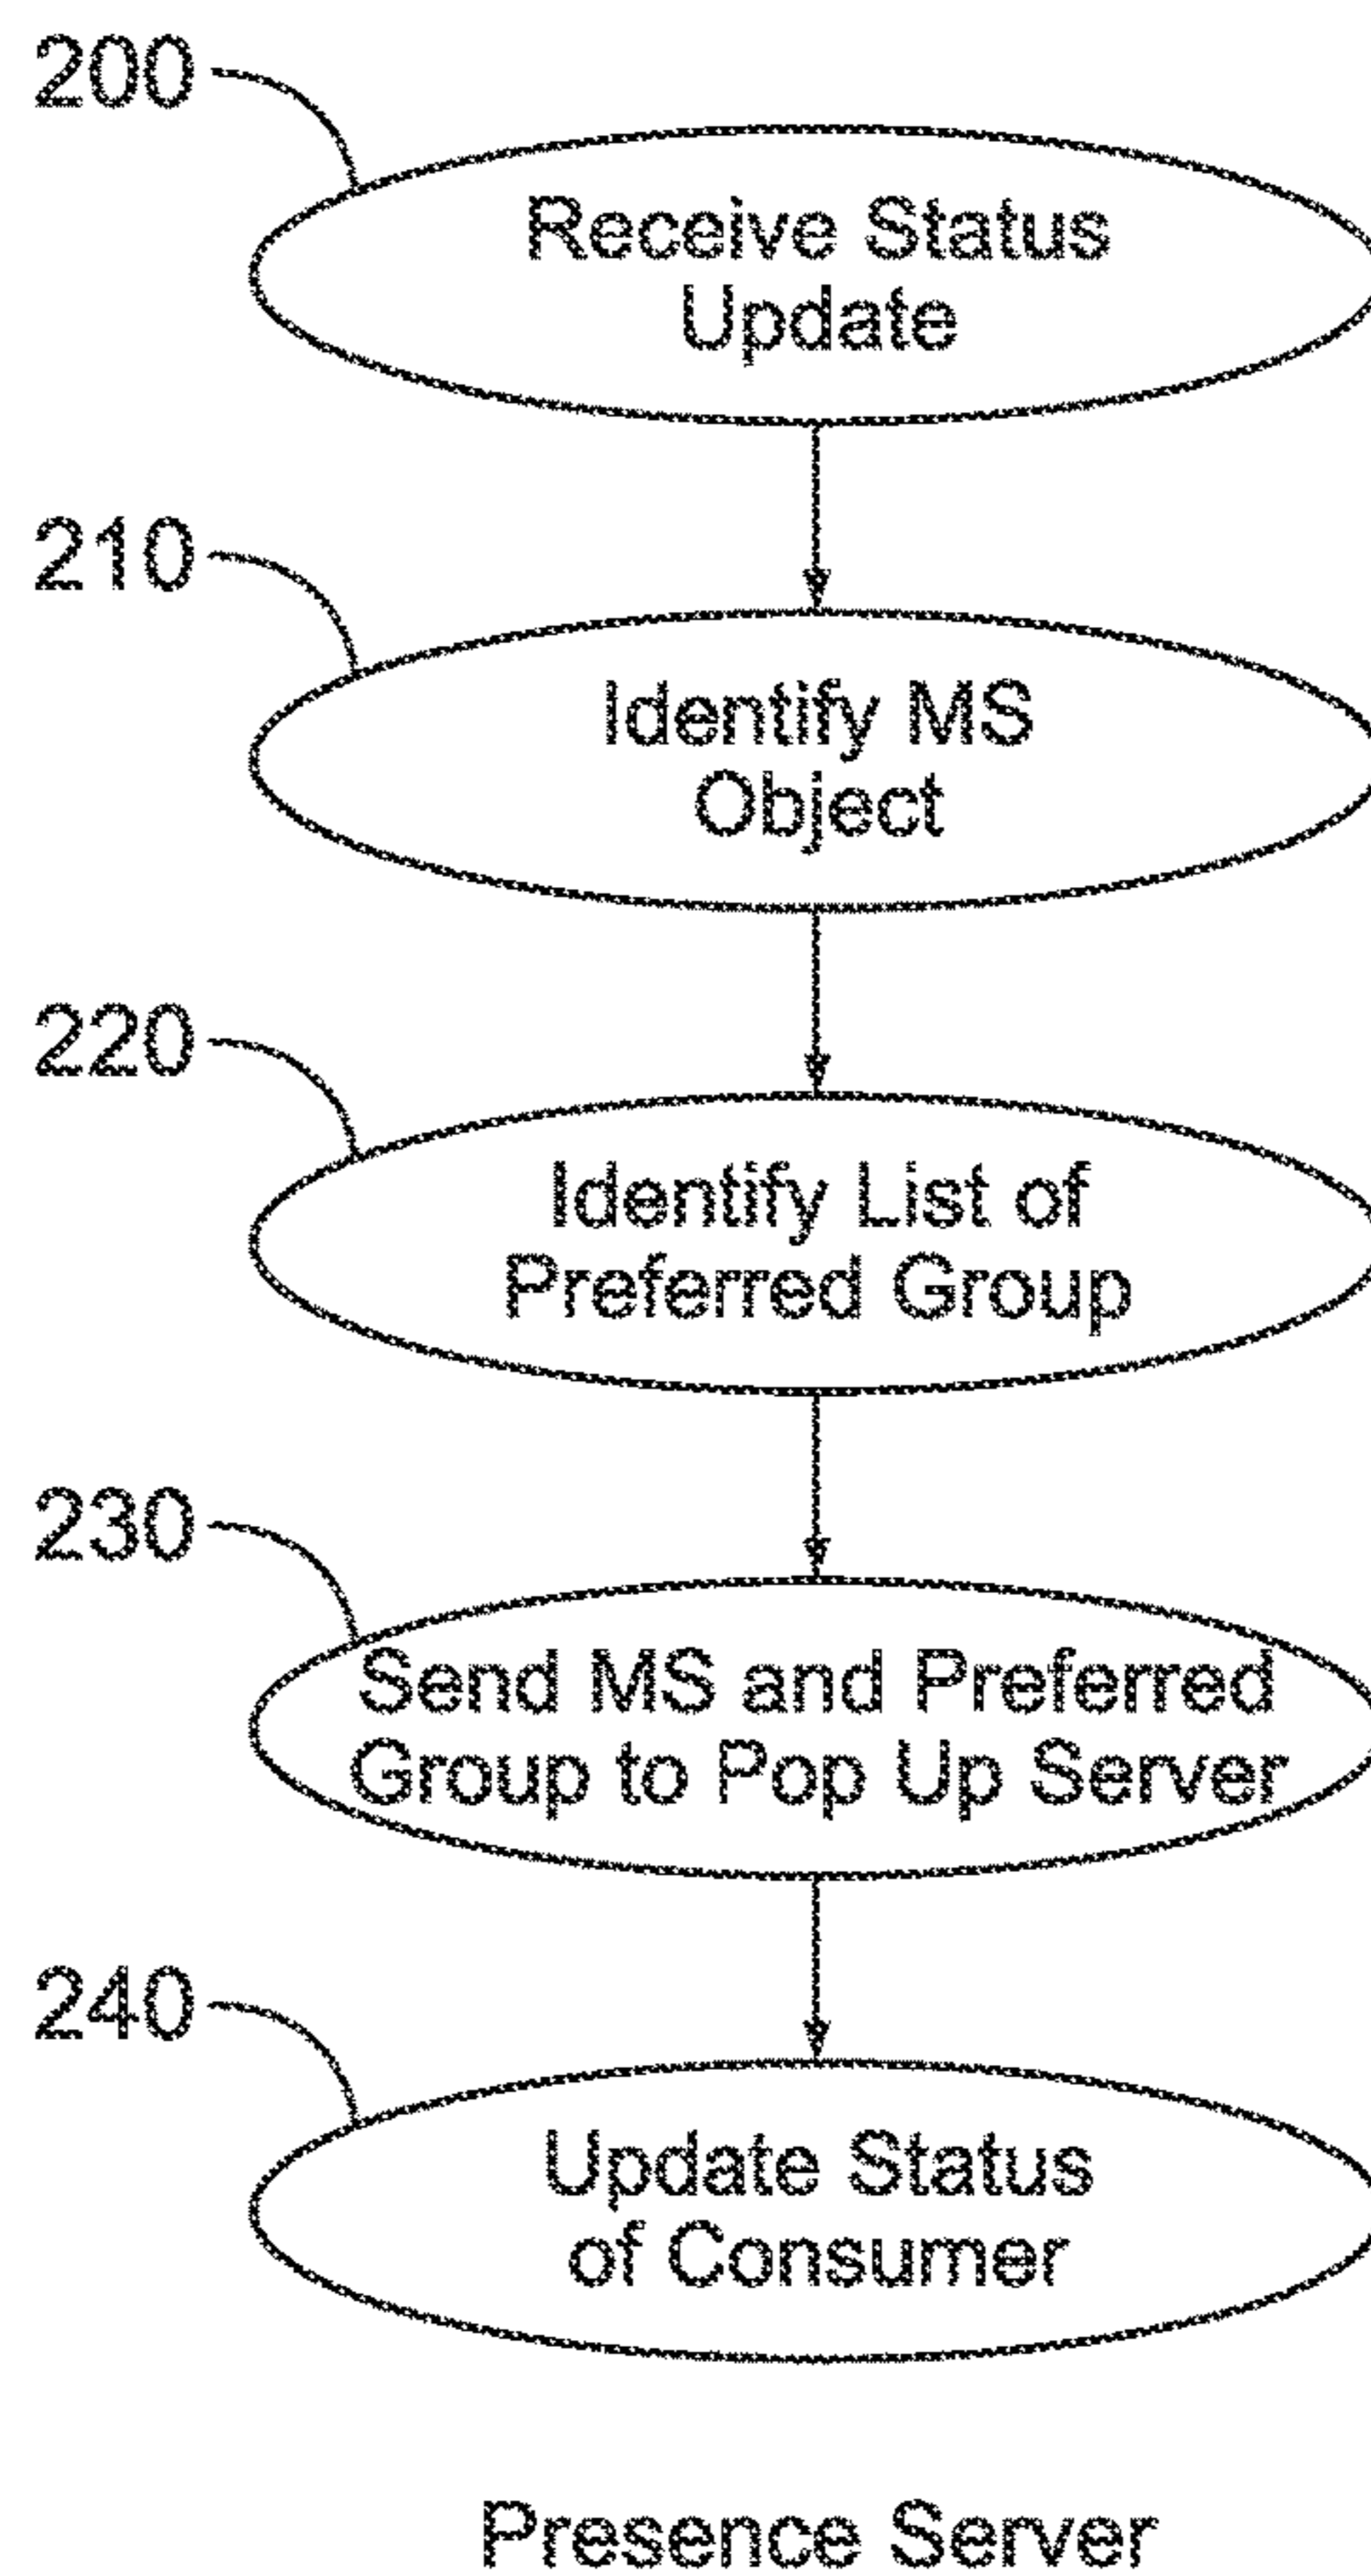 200
Receive Status
Update
210
Identify MS
Object
220
Identify List of
Preferred Group
230
Send MS and Preferred
Group to Pop Up Server
240
Update Status
of Consumer
Presence Server